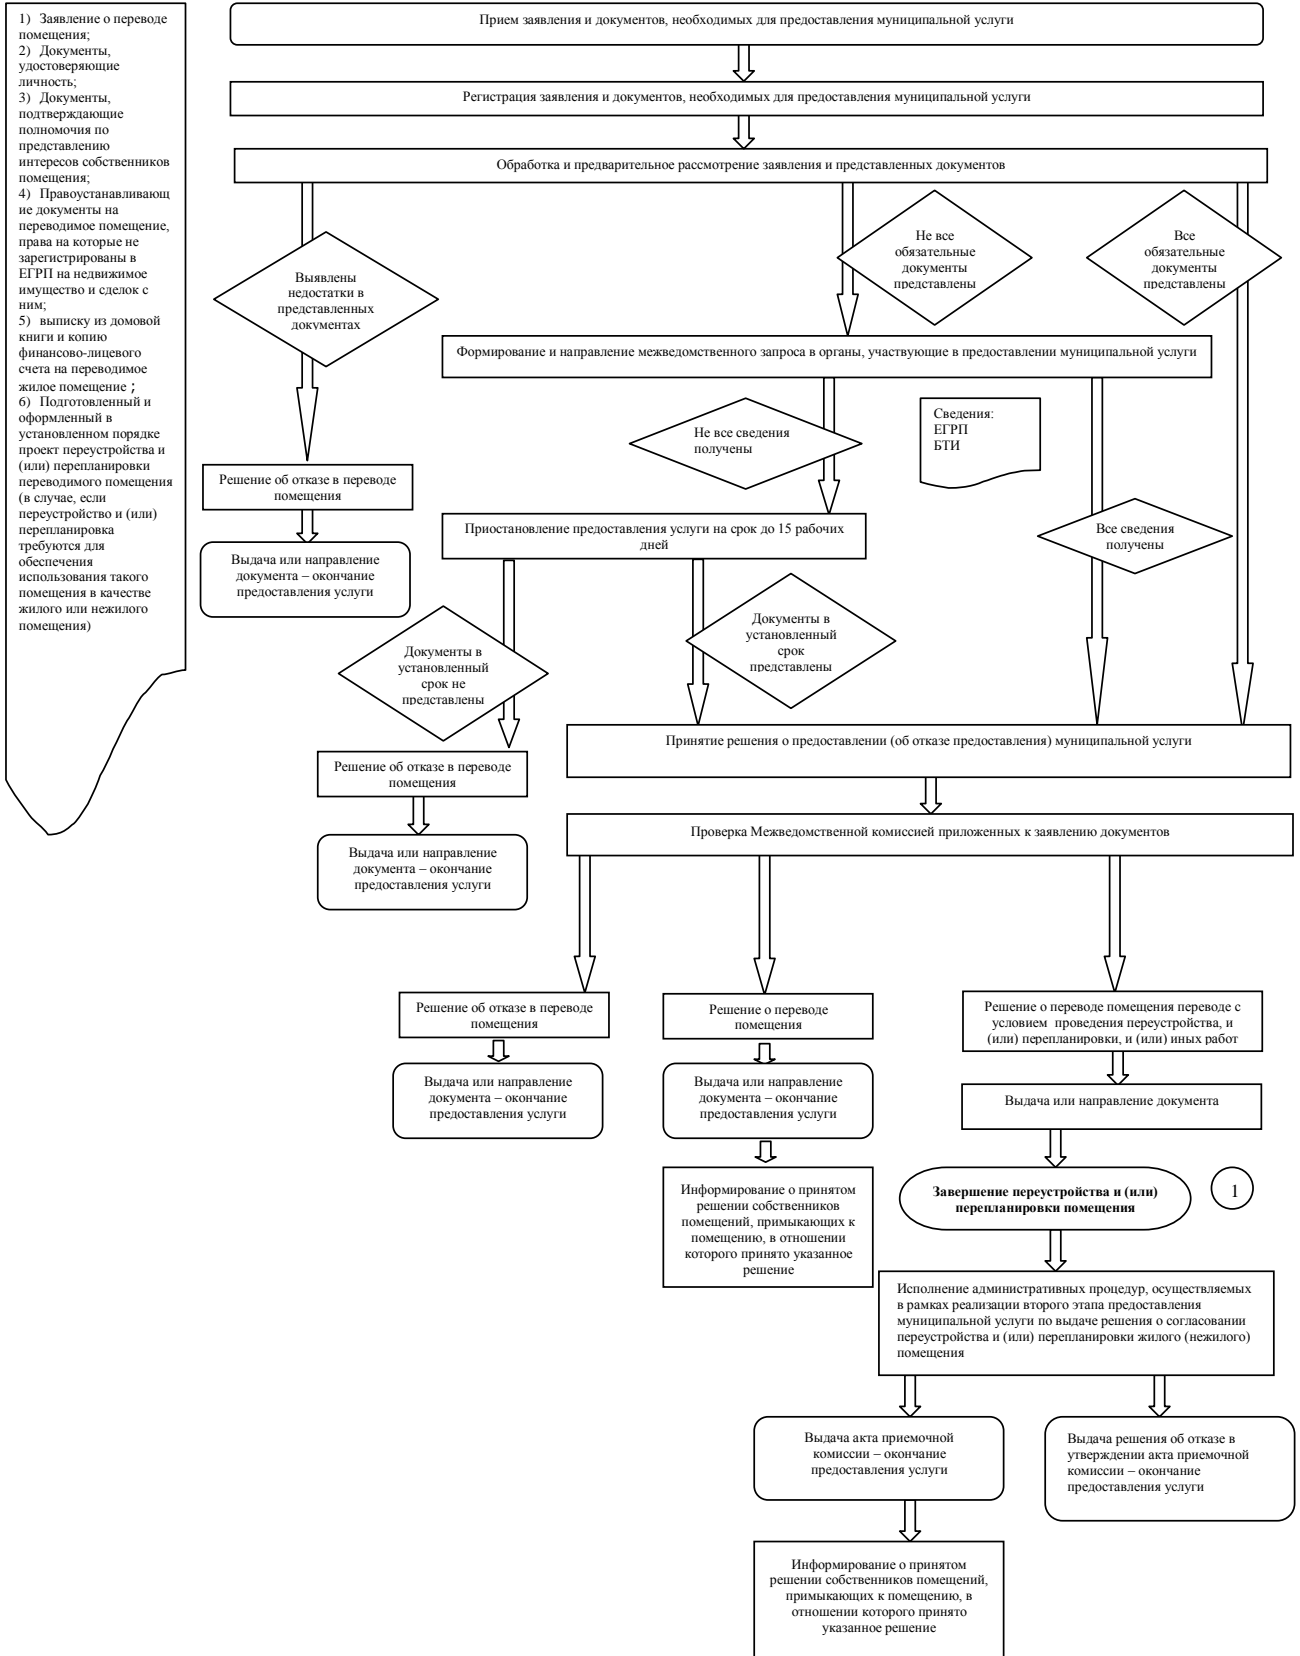 1) Заявление о переводе
помещения;
2) Документы,
удостоверяющие
личность;
3) Документы,
подтверждающие
полномочия по
представлению
интересов собственников
помещения;
4) Правоустанавливающ
ие документы на
переводимое помещение,
права на которые не
зарегистрированы в
ЕГРП на недвижимое
имущество и сделок с
ним;
5) выписку из домовой
книги и копию
финансово-лицевого
счета на переводимое
жилое помещение ;
6) Подготовленный и
оформленный в
установленном порядке
проект переустройства и
(или) перепланировки
переводимого помещения
(в случае, если
переустройство и (или)
перепланировка
требуются для
обеспечения
использования такого
помещения в качестве
жилого или нежилого
помещения)
Прием заявления и документов, необходимых для предоставления муниципальной услуги
Регистрация заявления и документов, необходимых для предоставления муниципальной услуги
Обработка и предварительное рассмотрение заявления и представленных документов
Выявлены
недостатки в
представленных
документах
Не все
обязательные
документы
представлены
Все
обязательные
документы
представлены
Формирование и направление межведомственного запроса в органы, участвующие в предоставлении муниципальной услуги
Не все сведения
получены
Сведения:
ЕГРП
БТИ
Все сведения
получены
Решение об отказе в переводе
помещения
Выдача или направление
документа – окончание
предоставления услуги
Приостановление предоставления услуги на срок до 15 рабочих
дней
Документы в
установленный
срок не
представлены
Документы в
установленный
срок
представлены
Решение об отказе в переводе
помещения
Выдача или направление
документа – окончание
предоставления услуги
Принятие решения о предоставлении (об отказе предоставления) муниципальной услуги
Проверка Межведомственной комиссией приложенных к заявлению документов
Решение об отказе в переводе
помещения
Выдача или направление
документа – окончание
предоставления услуги
Решение о переводе
помещения
Выдача или направление
документа – окончание
предоставления услуги
Информирование о принятом
решении собственников
помещений, примыкающих к
помещению, в отношении
которого принято указанное
решение
Решение о переводе помещения переводе с
условием проведения переустройства, и
(или) перепланировки, и (или) иных работ
Выдача или направление документа
Завершение переустройства и (или)
перепланировки помещения
1
Исполнение административных процедур, осуществляемых
в рамках реализации второго этапа предоставления
муниципальной услуги по выдаче решения о согласовании
переустройства и (или) перепланировки жилого (нежилого)
помещения
Выдача акта приемочной
комиссии – окончание
предоставления услуги
Выдача решения об отказе в
утверждении акта приемочной
комиссии – окончание
предоставления услуги
Информирование о принятом
решении собственников помещений,
примыкающих к помещению, в
отношении которого принято
указанное решение